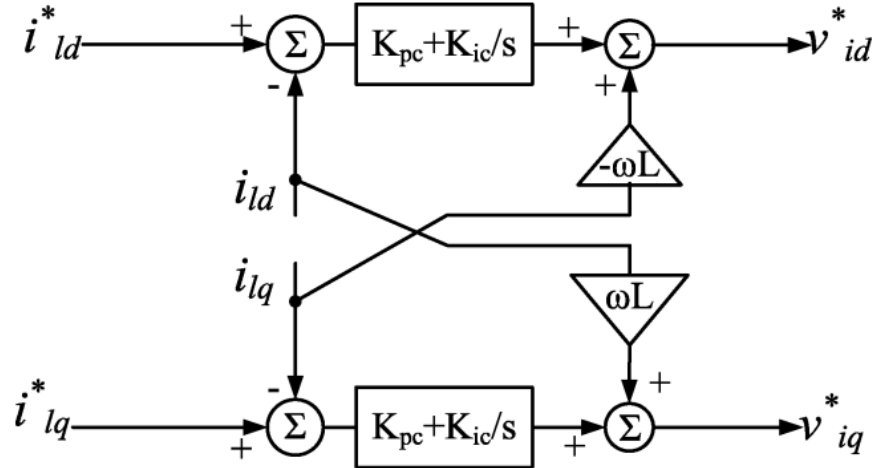 i*ld + Σ Kpc+Kic/s + Σ v*id
- +
-ωL
ild
ilq
ωL
- +
i*lq + Σ Kpc+Kic/s + Σ v*iq